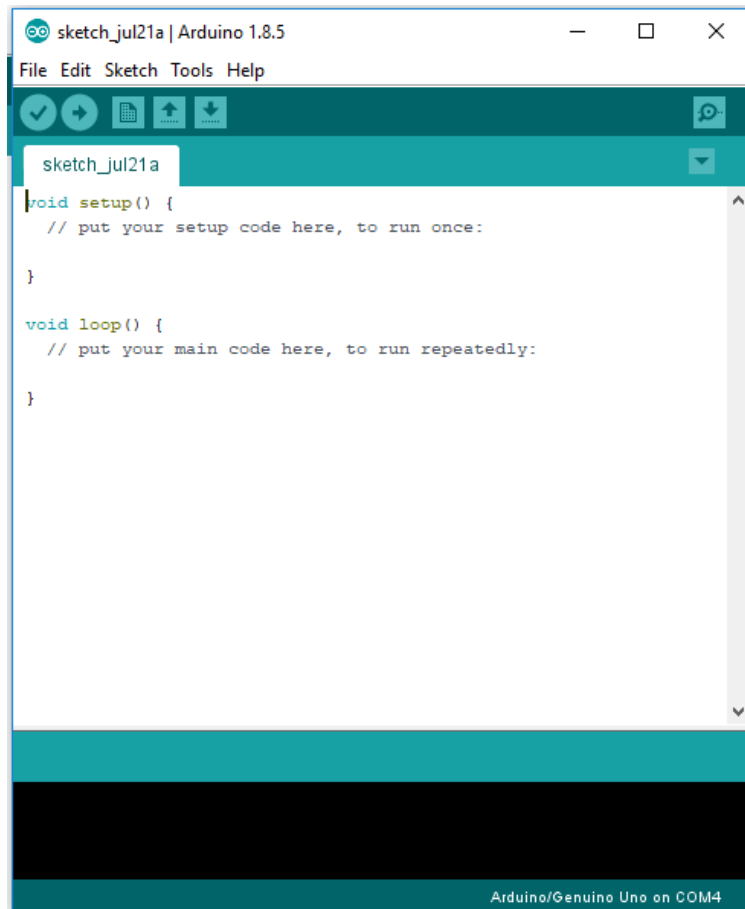 sketch_jul21a | Arduino 1.8.5
File Edit Sketch Tools Help
sketch_jul21a
void setup() {
  // put your setup code here, to run once:
}
void loop() {
  // put your main code here, to run repeatedly:
}
Arduino/Genuino Uno on COM4